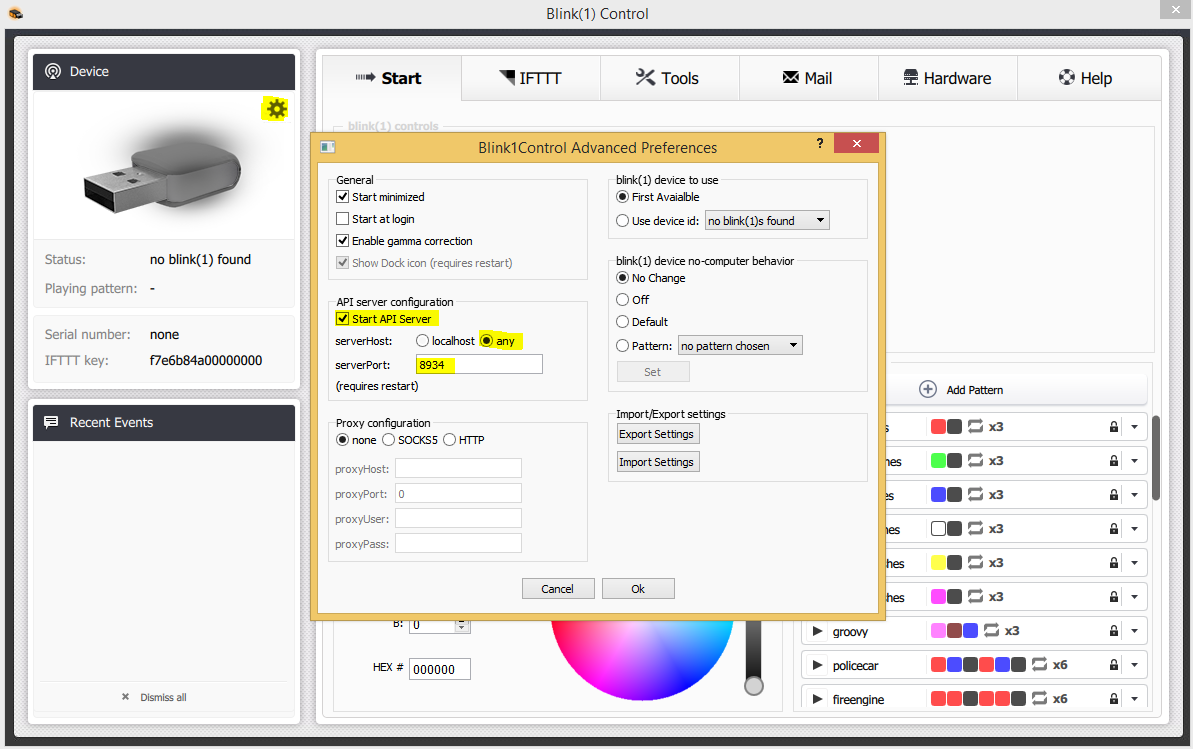 Blink(1) Control
Device
Status: no blink(1) found
Playing pattern: -
Serial number: none
IFTTT key: f7e6b84a00000000
Recent Events
Dismiss all
Start
IFTTT
Tools
Mail
Hardware
Help
blink(1) controls
Blink1Control Advanced Preferences
?
General
Start minimized
Start at login
Enable gamma correction
Show Dock icon (requires restart)
API server configuration
Start API Server
serverHost: localhost any
serverPort: 8934
(requires restart)
Proxy configuration
none SOCKS5 HTTP
proxyHost:
proxyPort: 0
proxyUser:
proxyPass:
blink(1) device to use
First Avaialble
Use device id: no blink(1)s found
blink(1) device no-computer behavior
No Change
Off
Default
Pattern: no pattern chosen
Set
Import/Export settings
Export Settings
Import Settings
Cancel Ok
B: 0
HEX # 000000
Add Pattern
x3
x3
x3
x3
x3
x3
groovy x3
policecar x6
fireengine x6